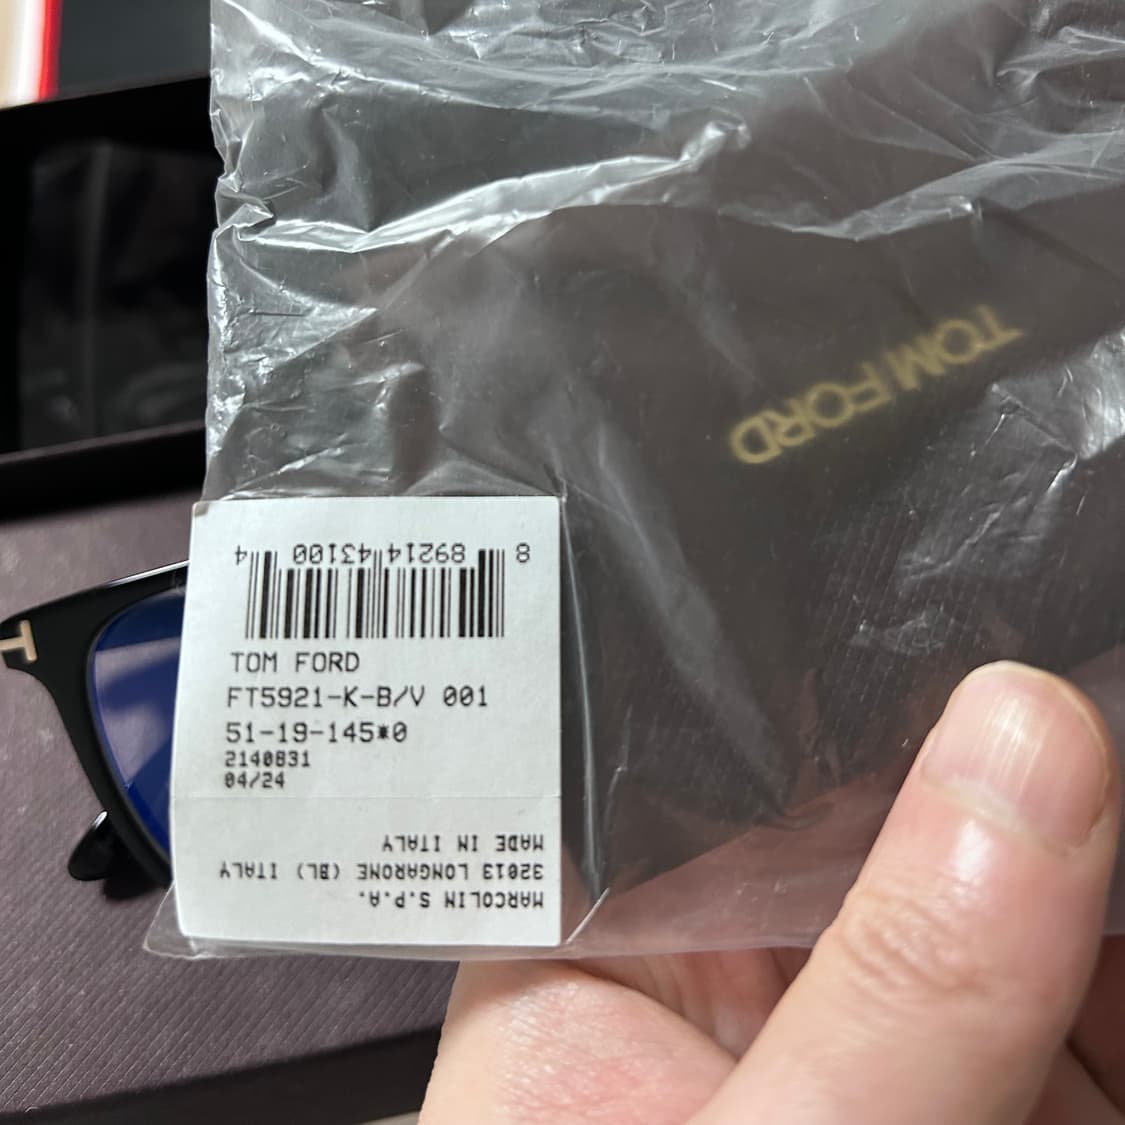 TOM FORD
8 89214 43100 4
TOM FORD
FT5921-K-B/V 001
51-19-145*0
2140831
04/24
MARCOLIN S.P.A.
32013 LONGARONE (BL) ITALY
MADE IN ITALY
T